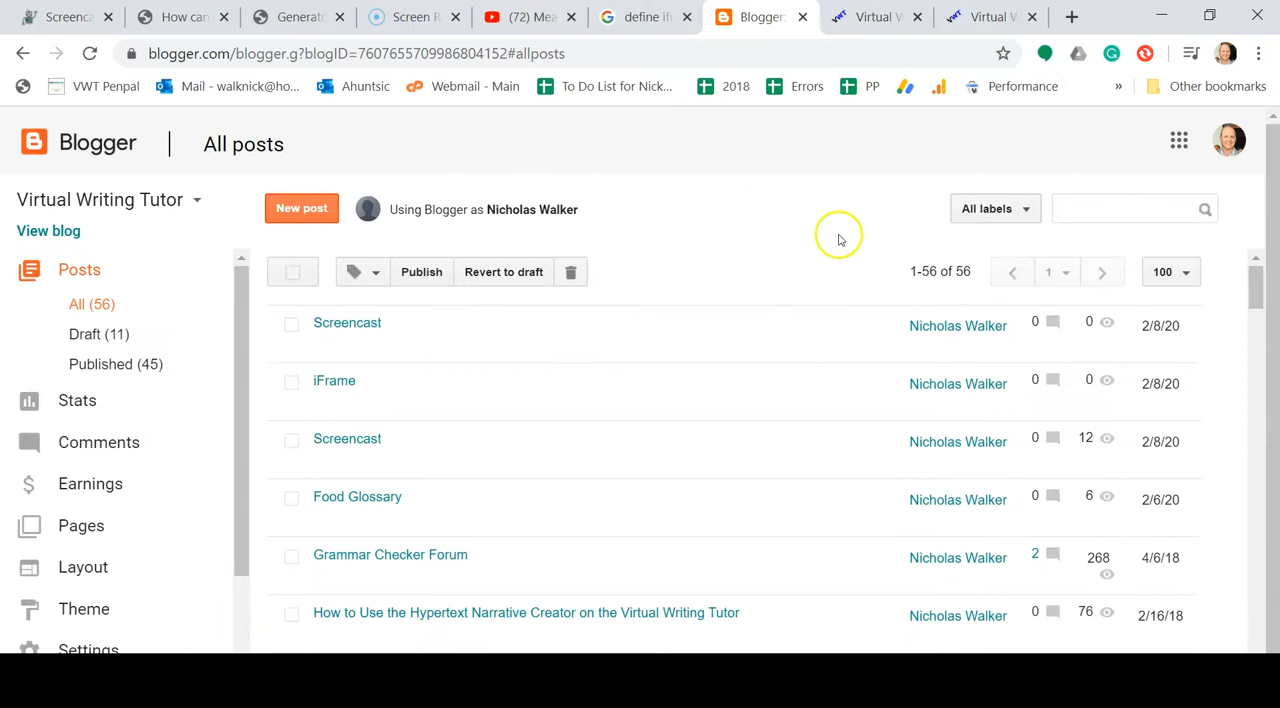 Screenca
How can
Generato
Screen R
(72) Mea
define ifr
Blogger:
Virtual W
Virtual W
blogger.com/blogger.g?blogID=7607655709986804152#allposts
VWT Penpal
Mail - walknick@ho...
Ahuntsic
Webmail - Main
To Do List for Nick...
2018
Errors
PP
Performance
»
Other bookmarks
Blogger
All posts
Virtual Writing Tutor
New post
Using Blogger as Nicholas Walker
All labels
View blog
Posts
All (56)
Draft (11)
Published (45)
Stats
Comments
Earnings
Pages
Layout
Theme
Settings
Publish
Revert to draft
1-56 of 56
1
100
Screencast Nicholas Walker 0 0 2/8/20
iFrame Nicholas Walker 0 0 2/8/20
Screencast Nicholas Walker 0 12 2/8/20
Food Glossary Nicholas Walker 0 6 2/6/20
Grammar Checker Forum Nicholas Walker 2 268 4/6/18
How to Use the Hypertext Narrative Creator on the Virtual Writing Tutor Nicholas Walker 0 76 2/16/18